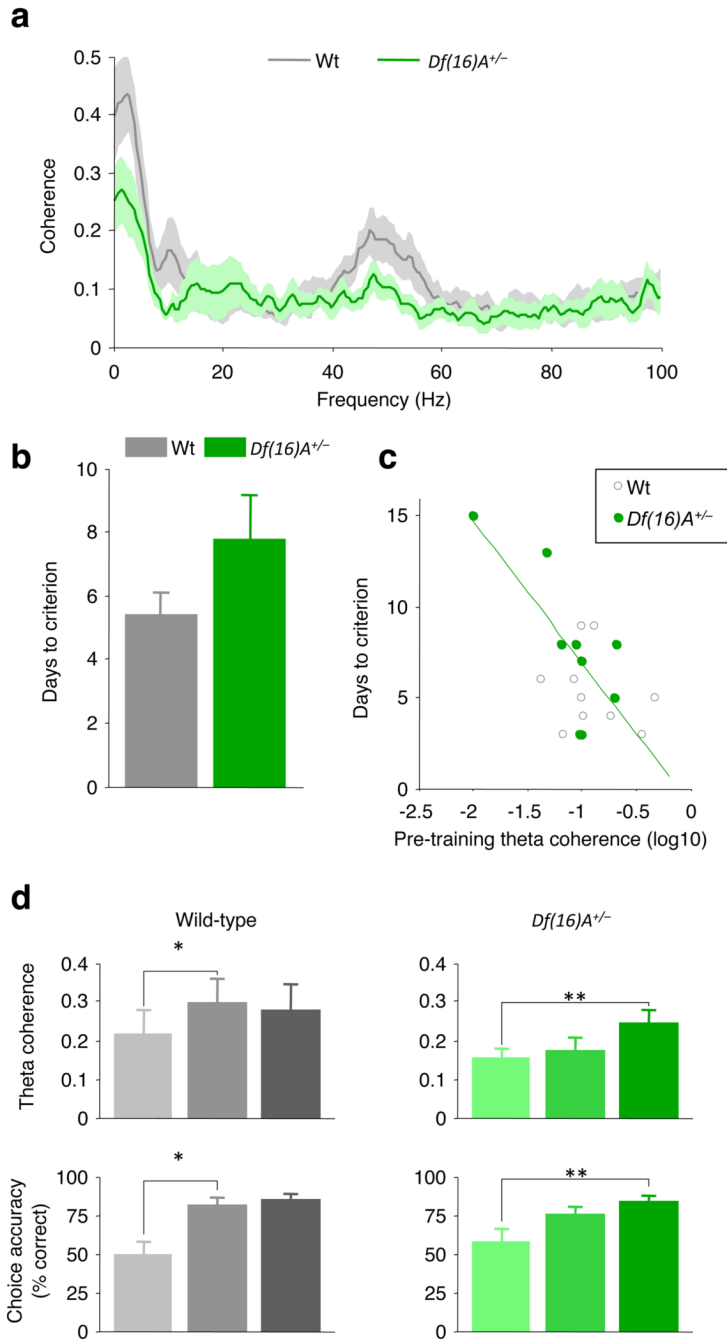 a
Wt
Df(16)A+/–
0.5
0.4
0.3
0.2
0.1
0
Coherence
0
20
40
60
80
100
Frequency (Hz)
b
Wt
Df(16)A+/–
10
8
6
4
2
0
Days to criterion
c
Wt
Df(16)A+/–
15
10
5
0
Days to criterion
-2.5
-2
-1.5
-1
-0.5
0
Pre-training theta coherence (log10)
d
Wild-type
Df(16)A+/–
*
0.4
0.3
0.2
0.1
0
Theta coherence
**
0.4
0.3
0.2
0.1
0
*
100
75
50
25
0
Choice accuracy
(% correct)
**
100
75
50
25
0